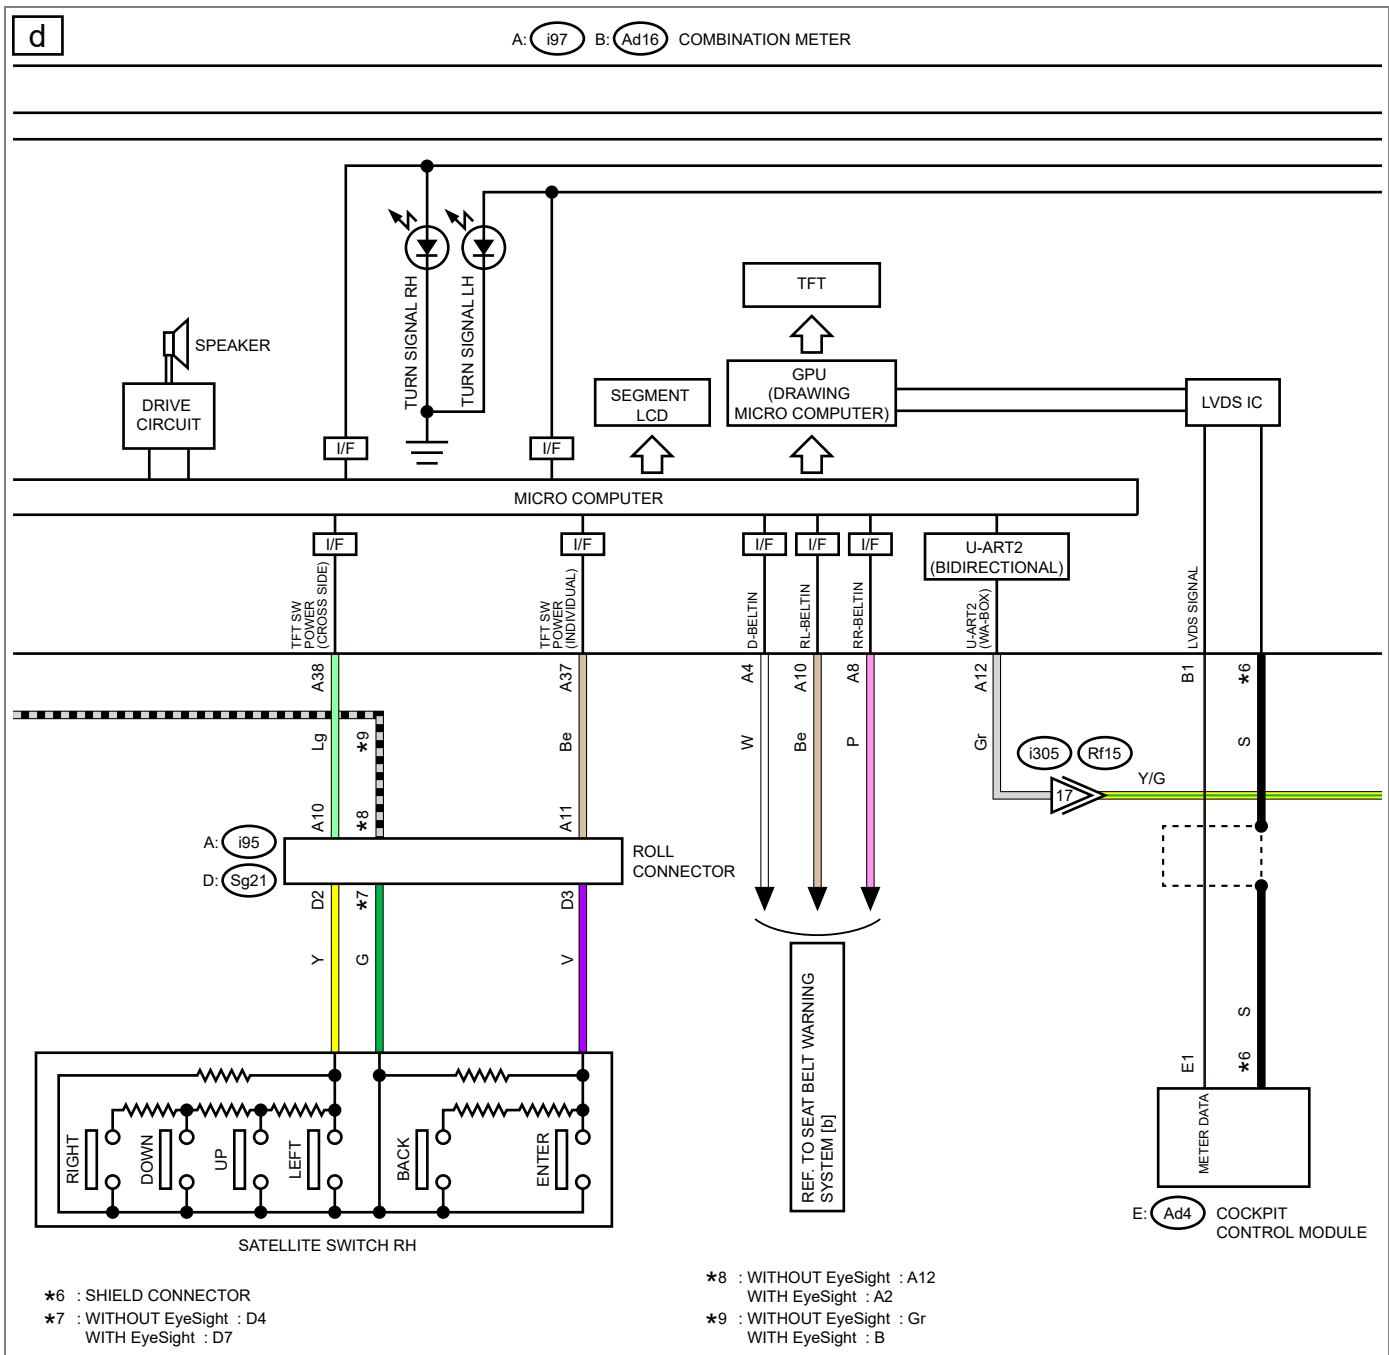 d
A: i97 B: Ad16 COMBINATION METER
TURN SIGNAL RH
TURN SIGNAL LH
SPEAKER
DRIVE
CIRCUIT
TFT
SEGMENT
LCD
GPU
(DRAWING
MICRO COMPUTER)
LVDS IC
I/F
I/F
MICRO COMPUTER
I/F
I/F
I/F
I/F
I/F
U-ART2
(BIDIRECTIONAL)
TFT SW
POWER
(CROSS SIDE)
TFT SW
POWER
(INDIVIDUAL)
D-BELTIN
RL-BELTIN
RR-BELTIN
U-ART2
(WA-BOX)
LVDS SIGNAL
A38
A37
A4
A10
A8
A12
B1
*6
Lg
*9
Be
W
Be
P
Gr
S
i305
Rf15
17
Y/G
A10
*8
A11
A: i95
D: Sg21
ROLL
CONNECTOR
D2
*7
D3
Y
G
V
REF. TO SEAT BELT WARNING
SYSTEM [b]
S
E1
*6
METER DATA
RIGHT
DOWN
UP
LEFT
BACK
ENTER
SATELLITE SWITCH RH
E: Ad4 COCKPIT
CONTROL MODULE
*6 : SHIELD CONNECTOR
*7 : WITHOUT EyeSight : D4
WITH EyeSight : D7
*8 : WITHOUT EyeSight : A12
WITH EyeSight : A2
*9 : WITHOUT EyeSight : Gr
WITH EyeSight : B